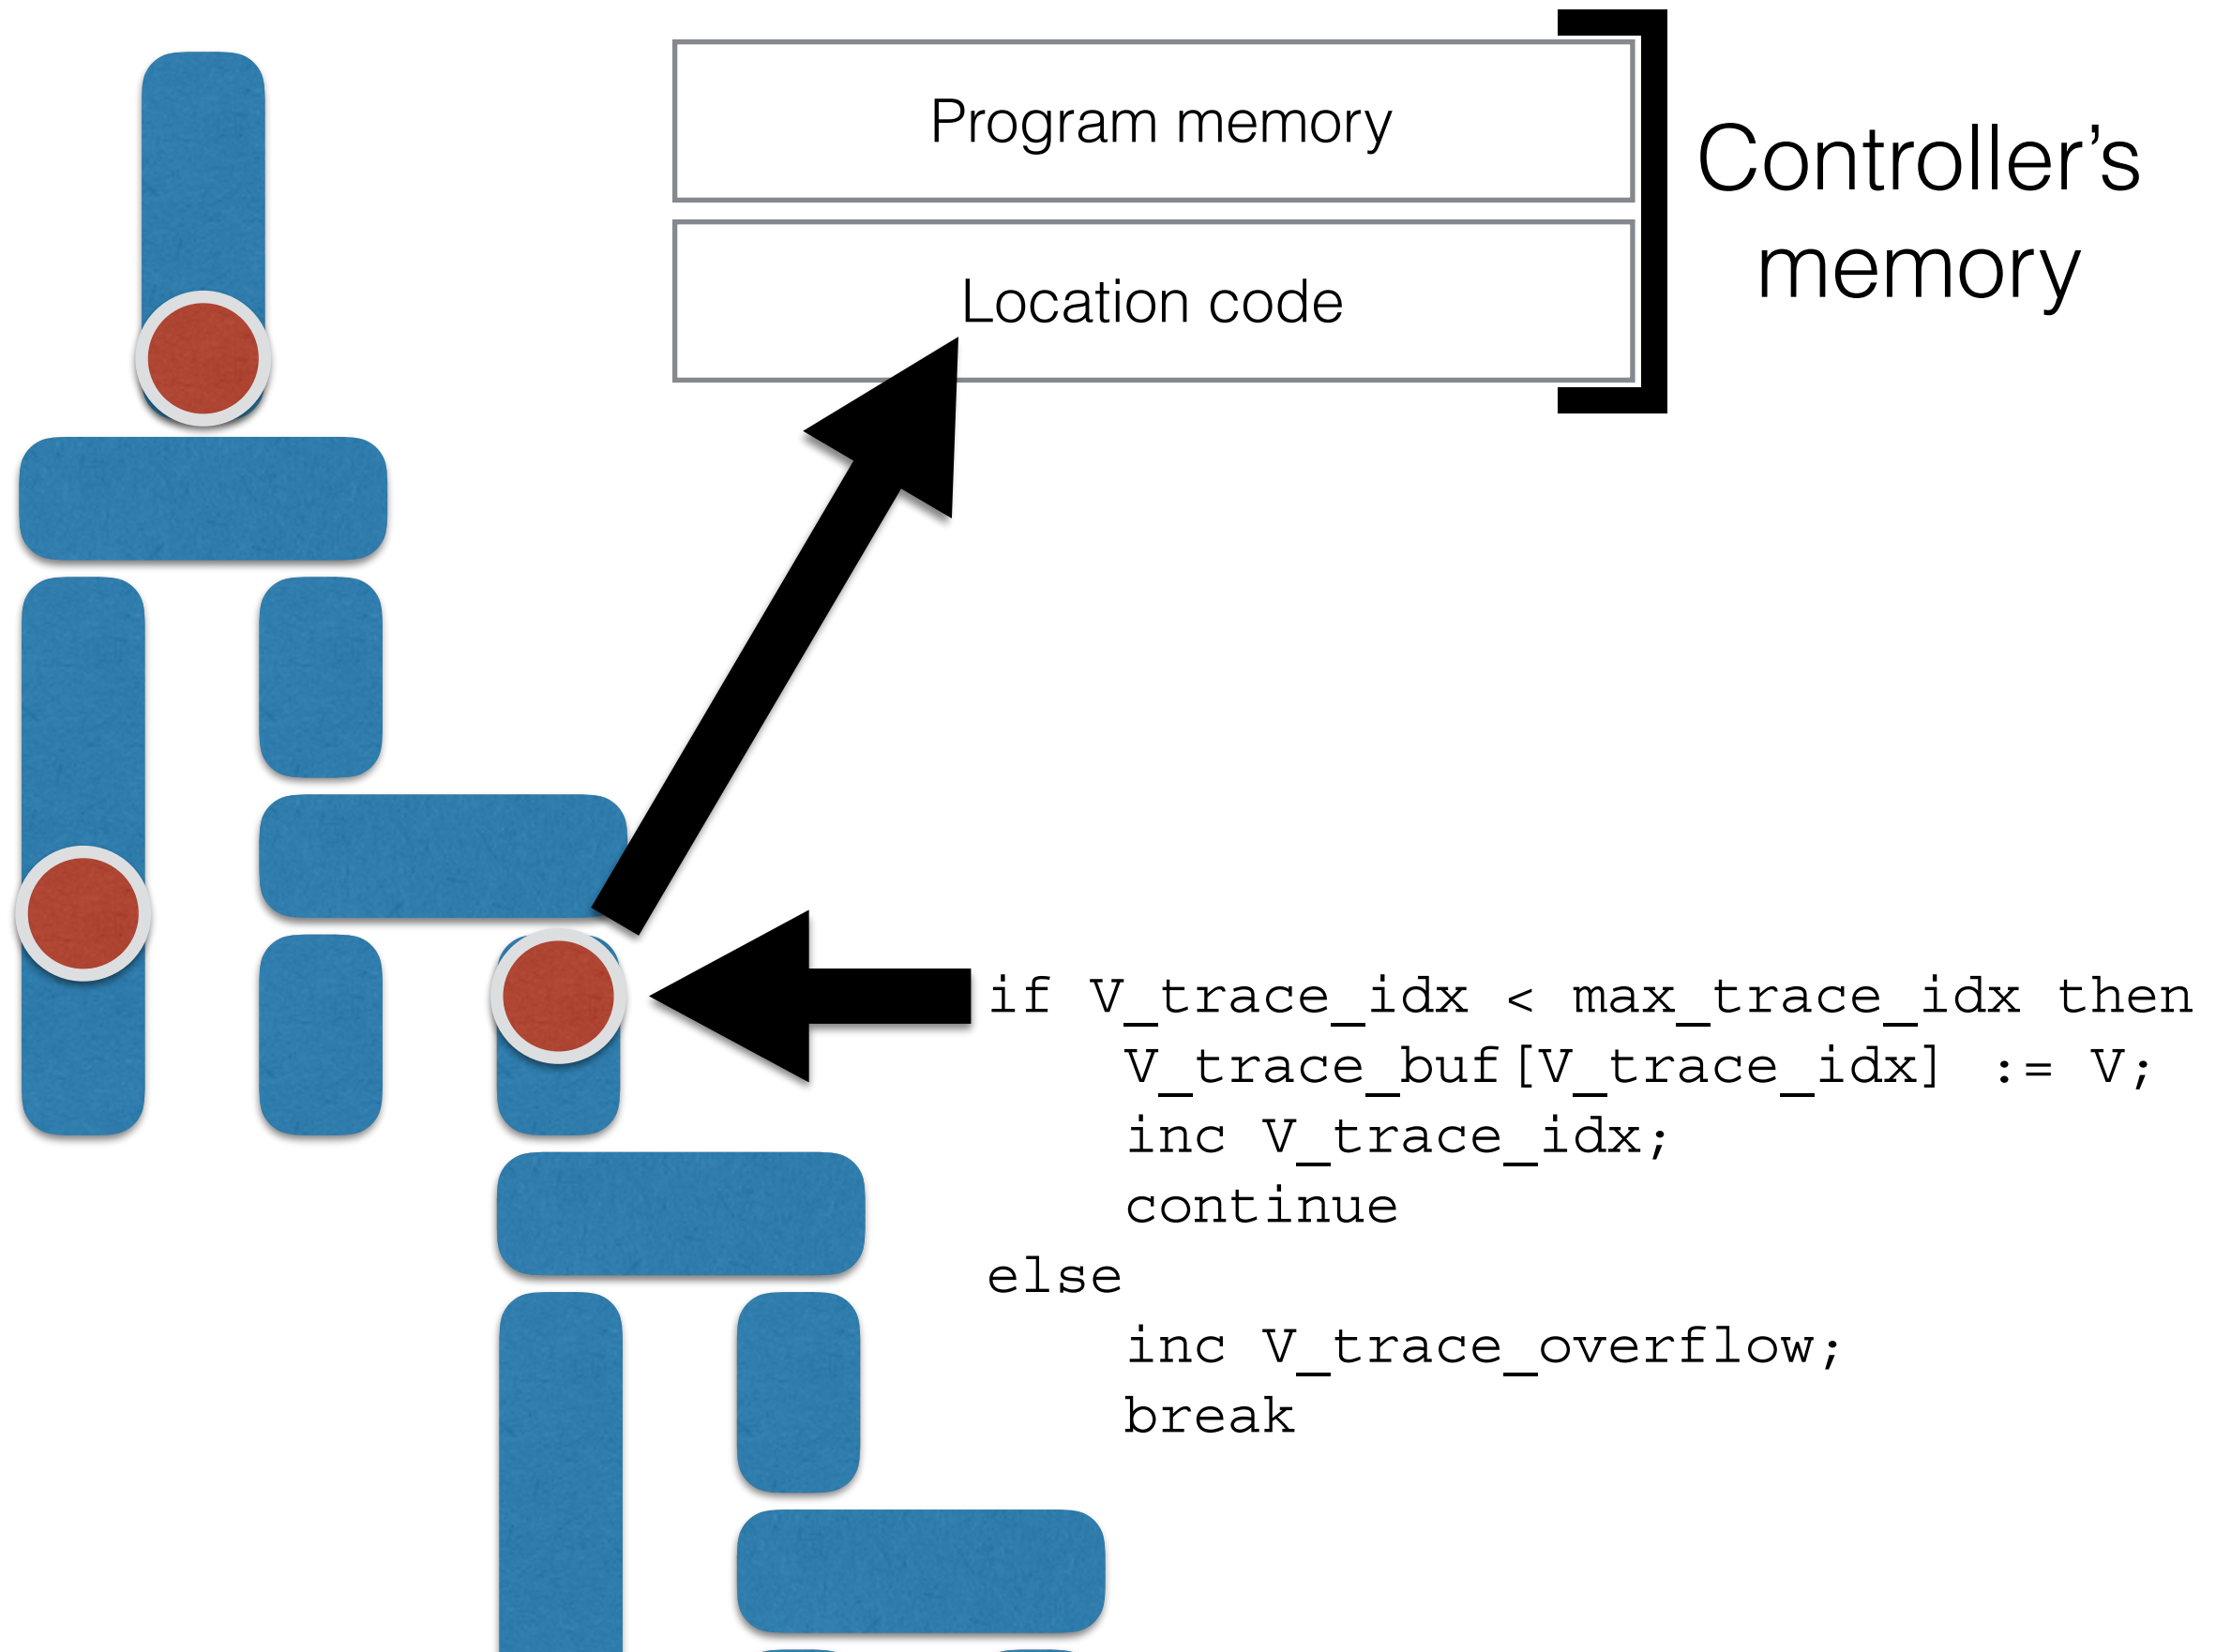 Program memory
Location code
Controller’s
memory
if V_trace_idx < max_trace_idx then
    V_trace_buf[V_trace_idx] := V;
    inc V_trace_idx;
    continue
else
    inc V_trace_overflow;
    break